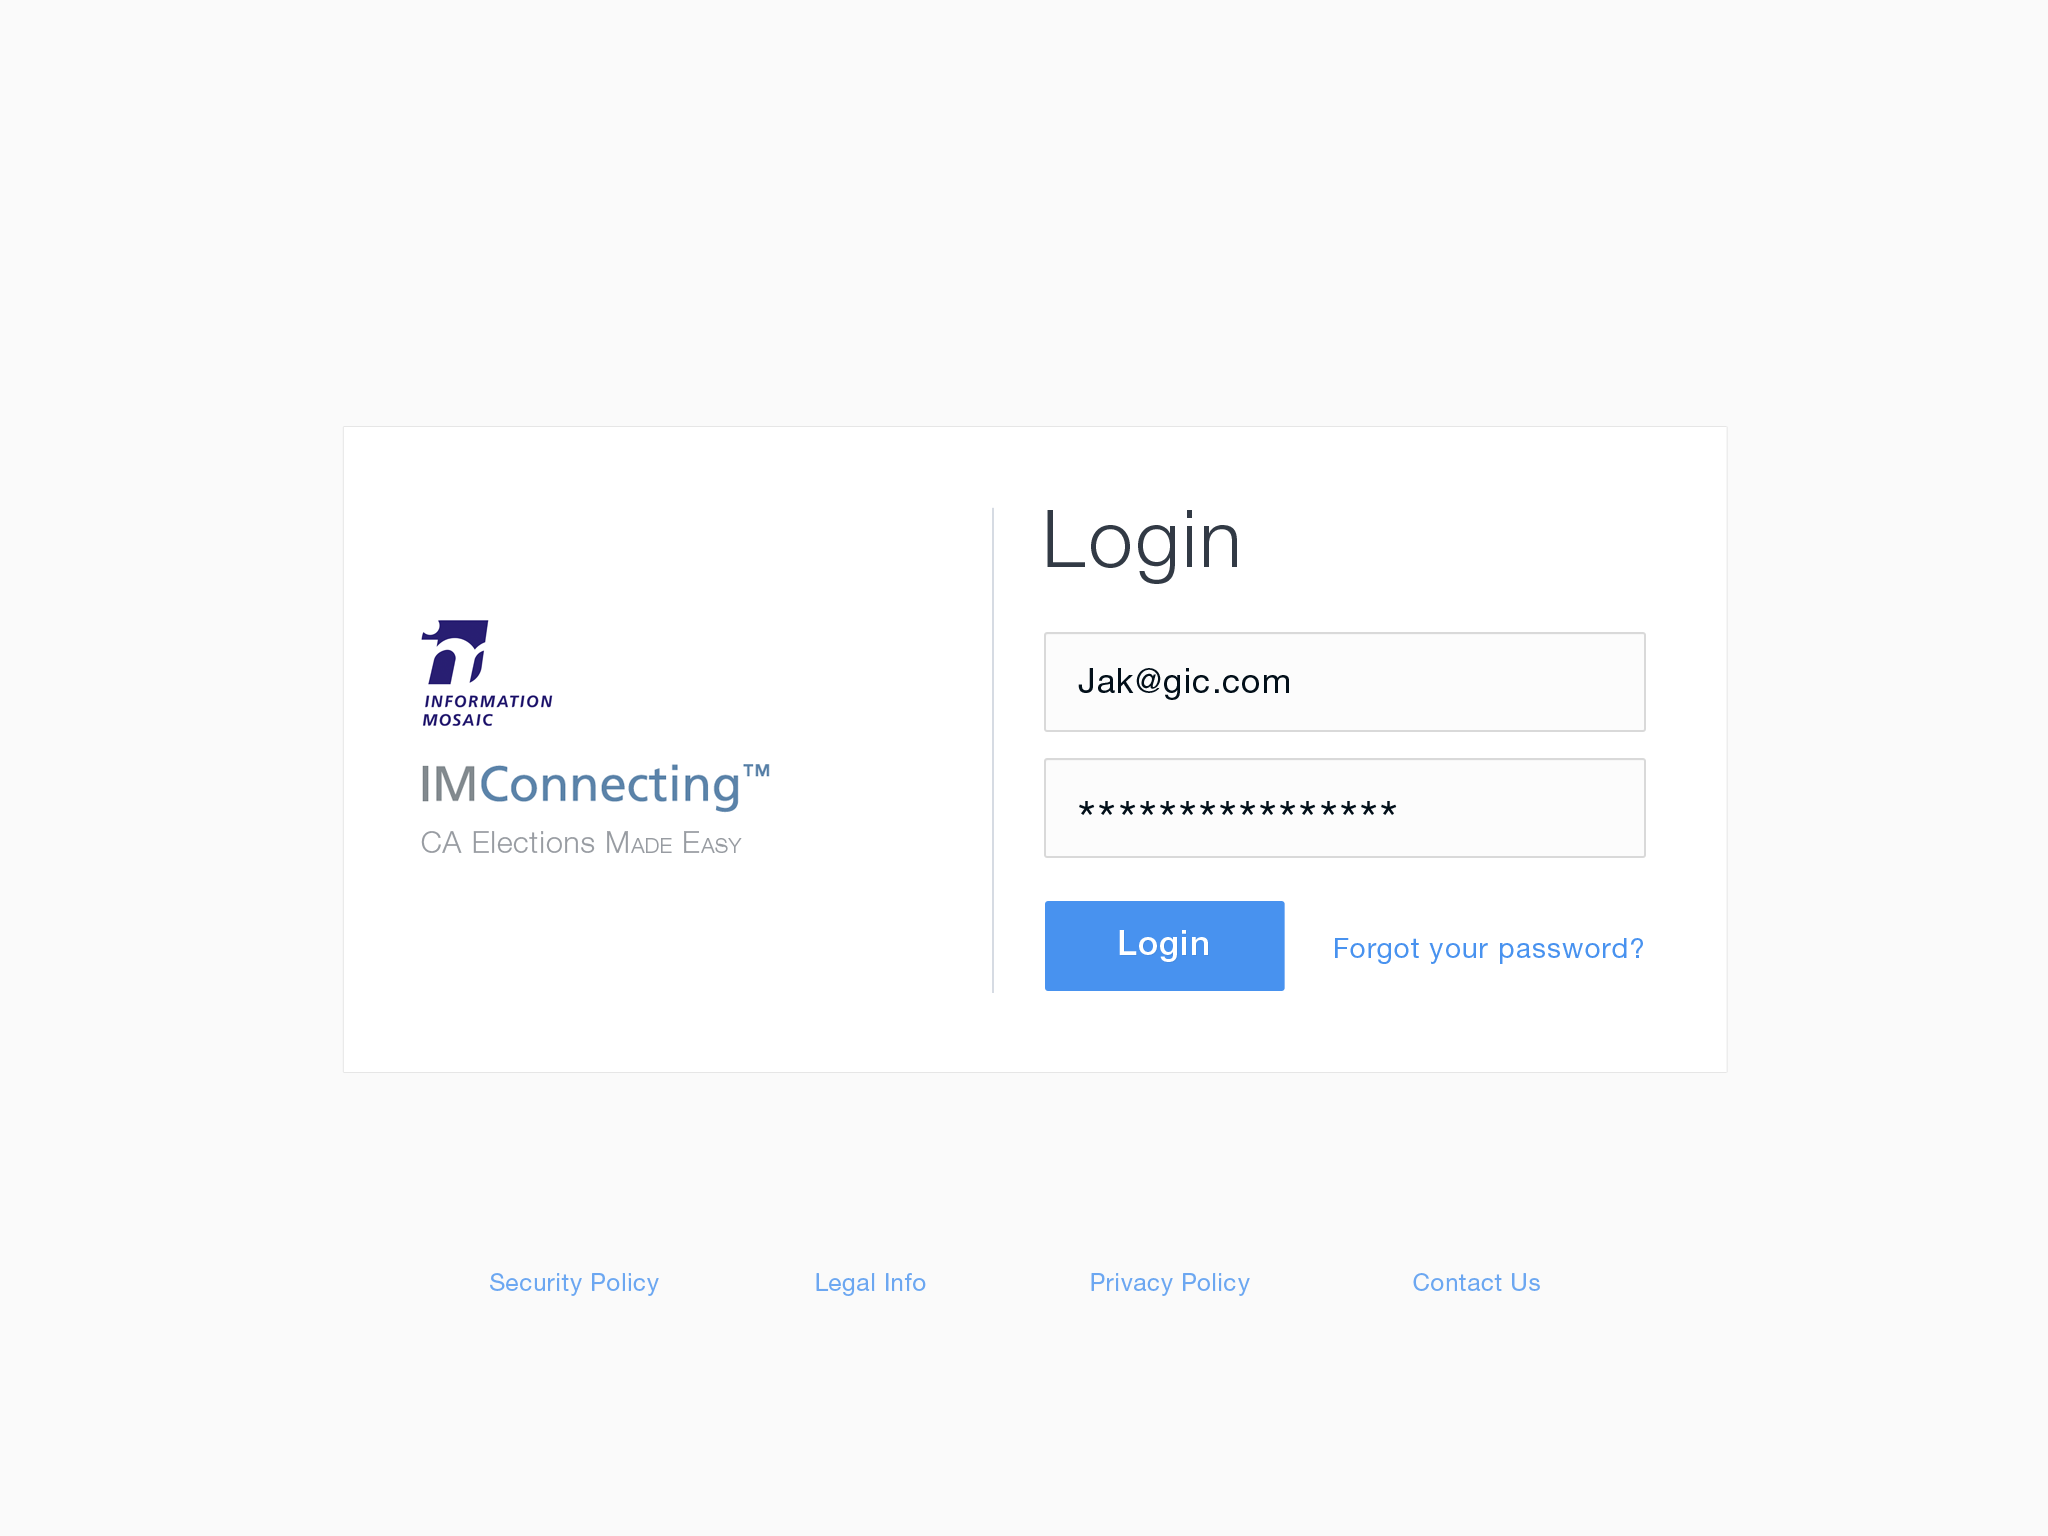 INFORMATION
MOSAIC
IMConnecting™
CA Elections Made Easy
Login
Jak@gic.com
****************
Login
Forgot your password?
Security Policy
Legal Info
Privacy Policy
Contact Us